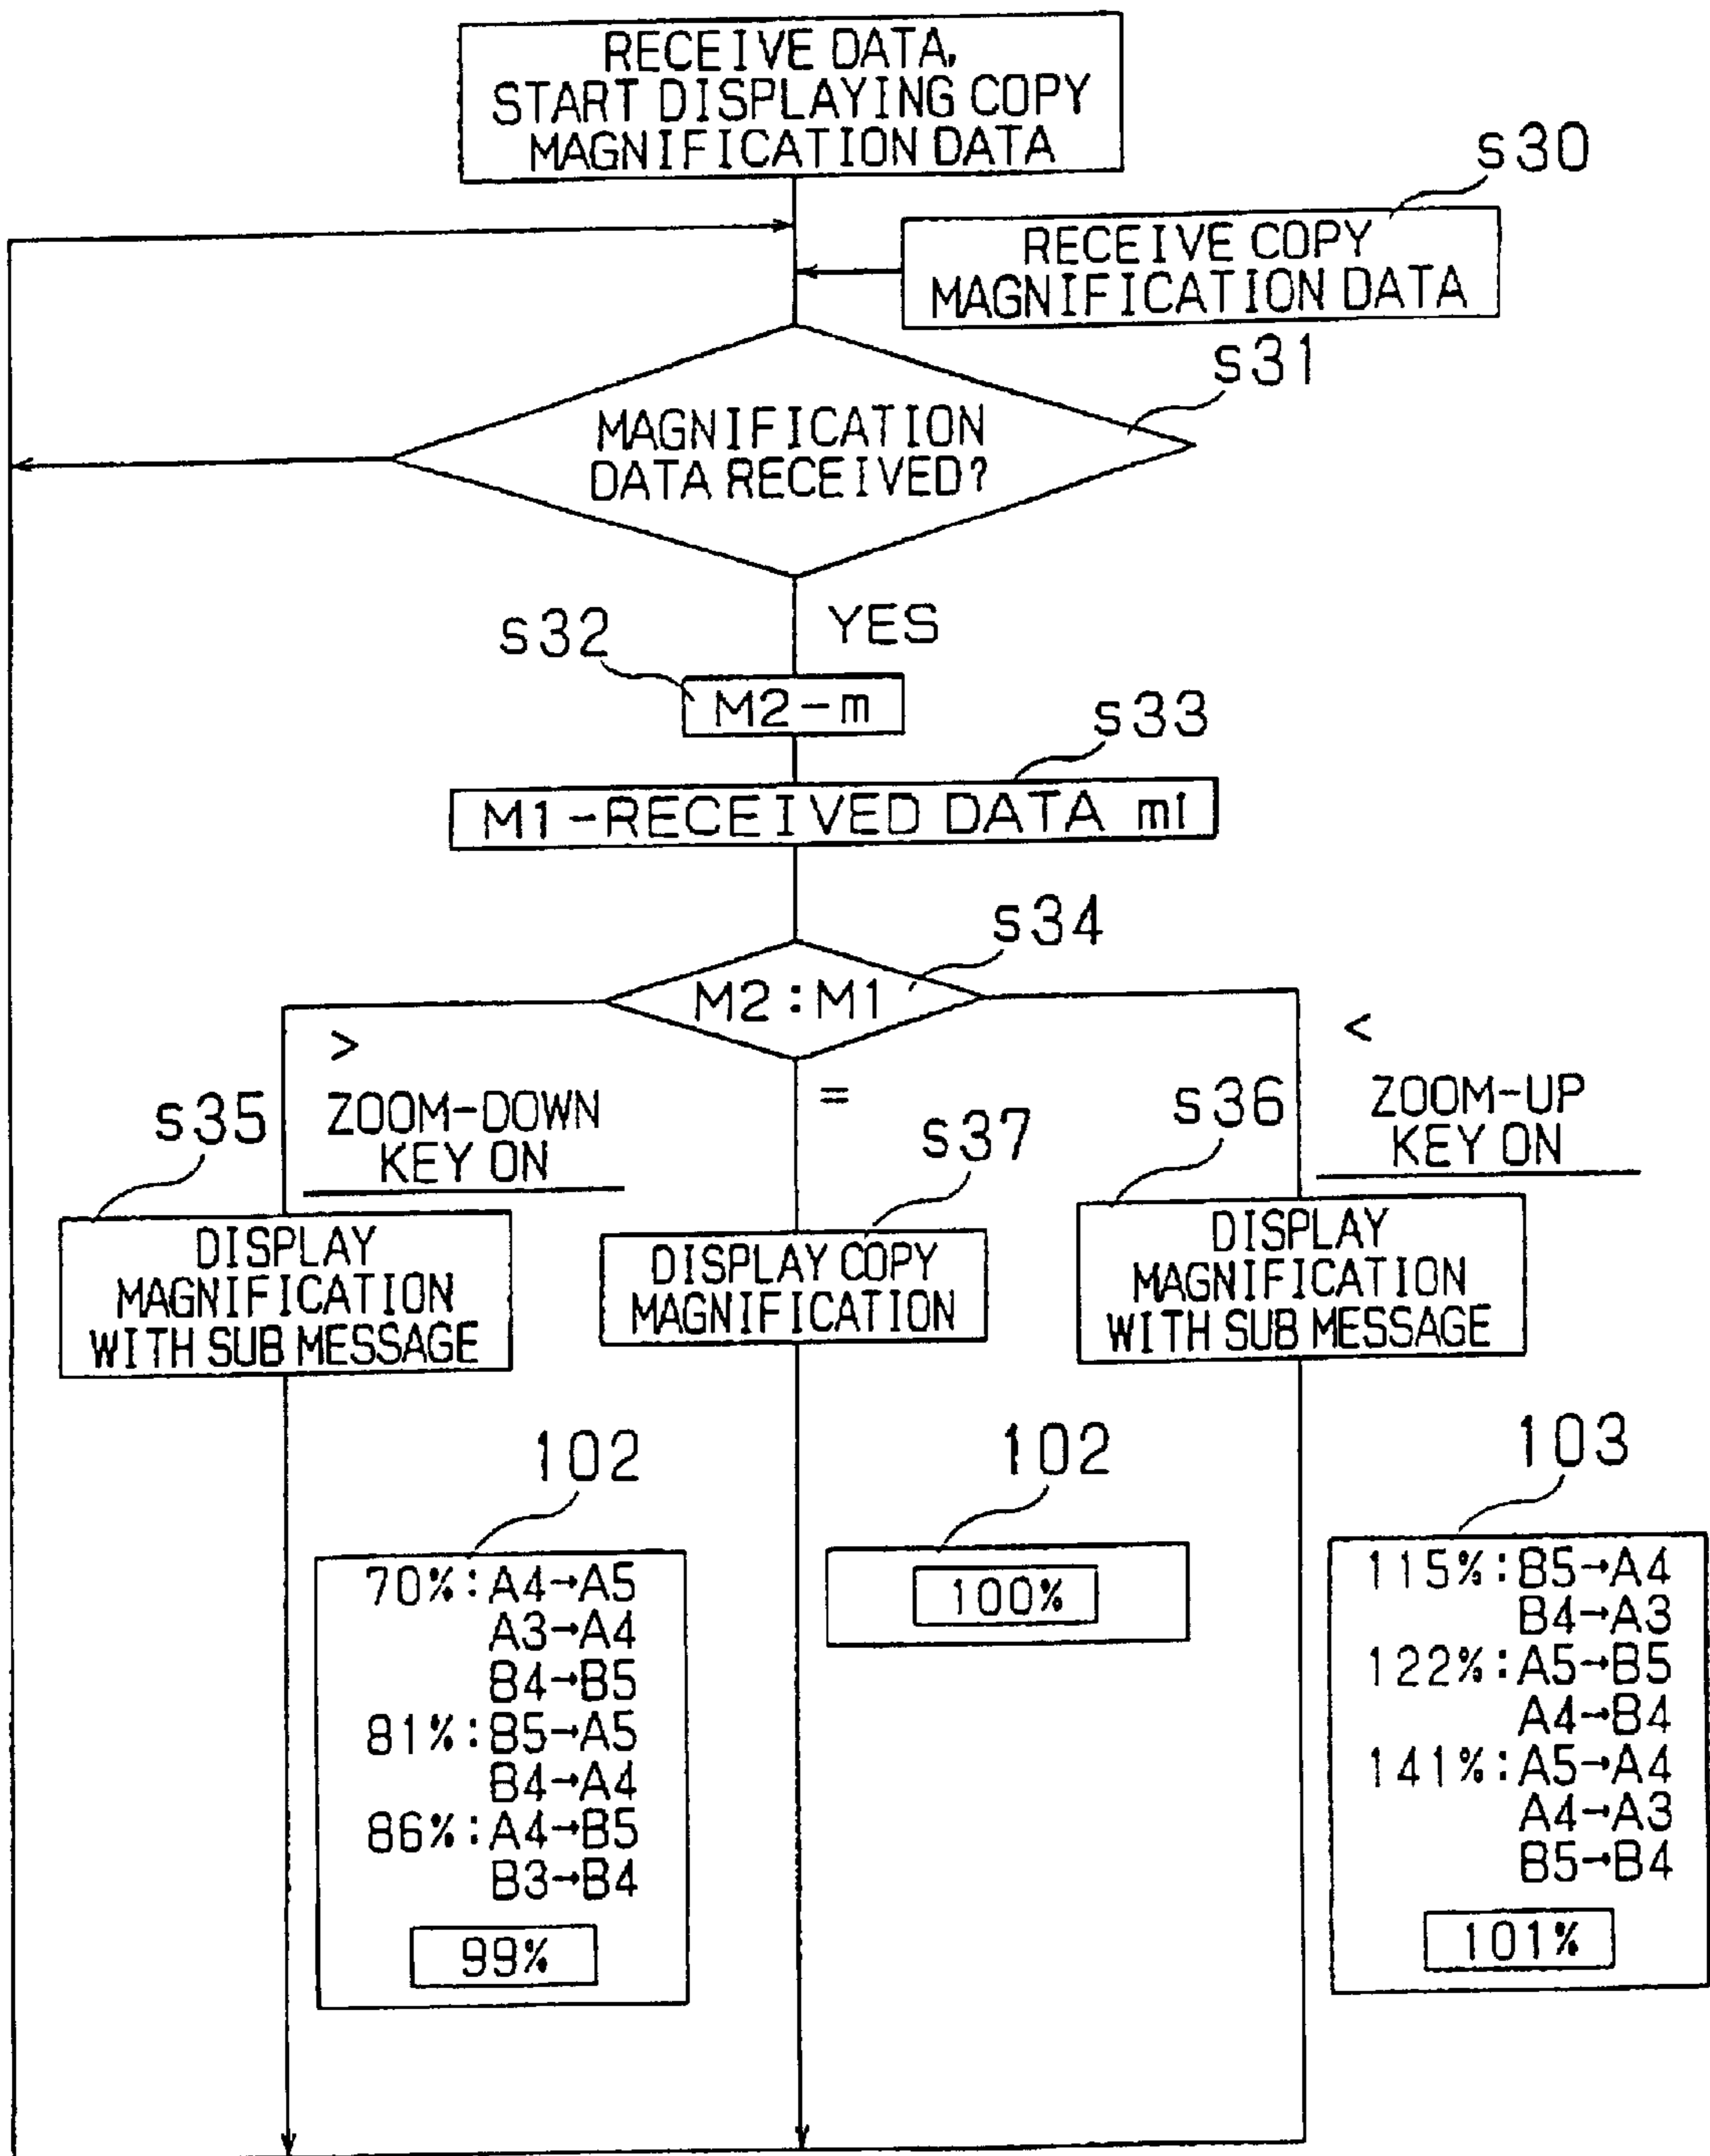 RECEIVE DATA,
START DISPLAYING COPY
MAGNIFICATION DATA
s30
RECEIVE COPY
MAGNIFICATION DATA
s31
MAGNIFICATION
DATA RECEIVED?
YES
s32
M2-m
s33
M1-RECEIVED DATA mi
s34
M2:M1
>
=
<
s35
ZOOM-DOWN
KEY ON
s37
s36
ZOOM-UP
KEY ON
DISPLAY
MAGNIFICATION
WITH SUB MESSAGE
DISPLAY COPY
MAGNIFICATION
DISPLAY
MAGNIFICATION
WITH SUB MESSAGE
102
70%:A4→A5
A3→A4
B4→B5
81%:B5→A5
B4→A4
86%:A4→B5
B3→B4
99%
102
100%
103
115%:B5→A4
B4→A3
122%:A5→B5
A4→B4
141%:A5→A4
A4→A3
B5→B4
101%